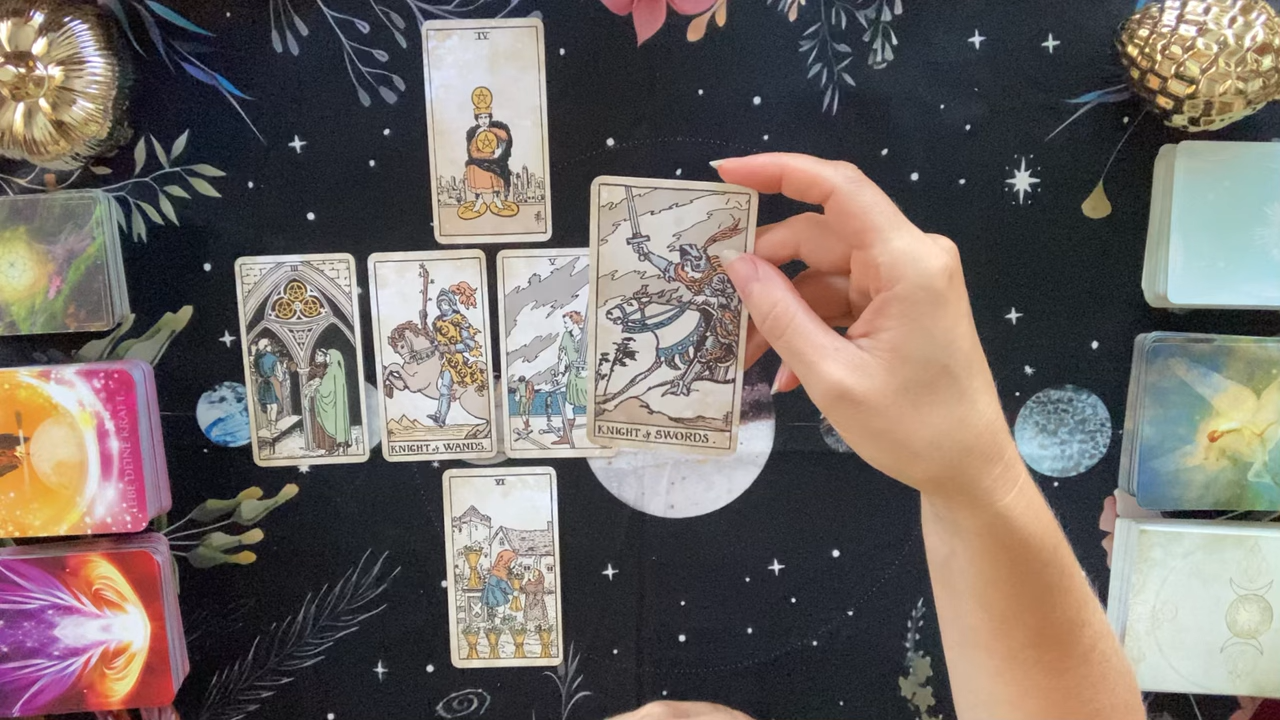 IV
III
KNIGHT of WANDS.
V
KNIGHT of SWORDS.
VI
LEBE DEINE KRAFT